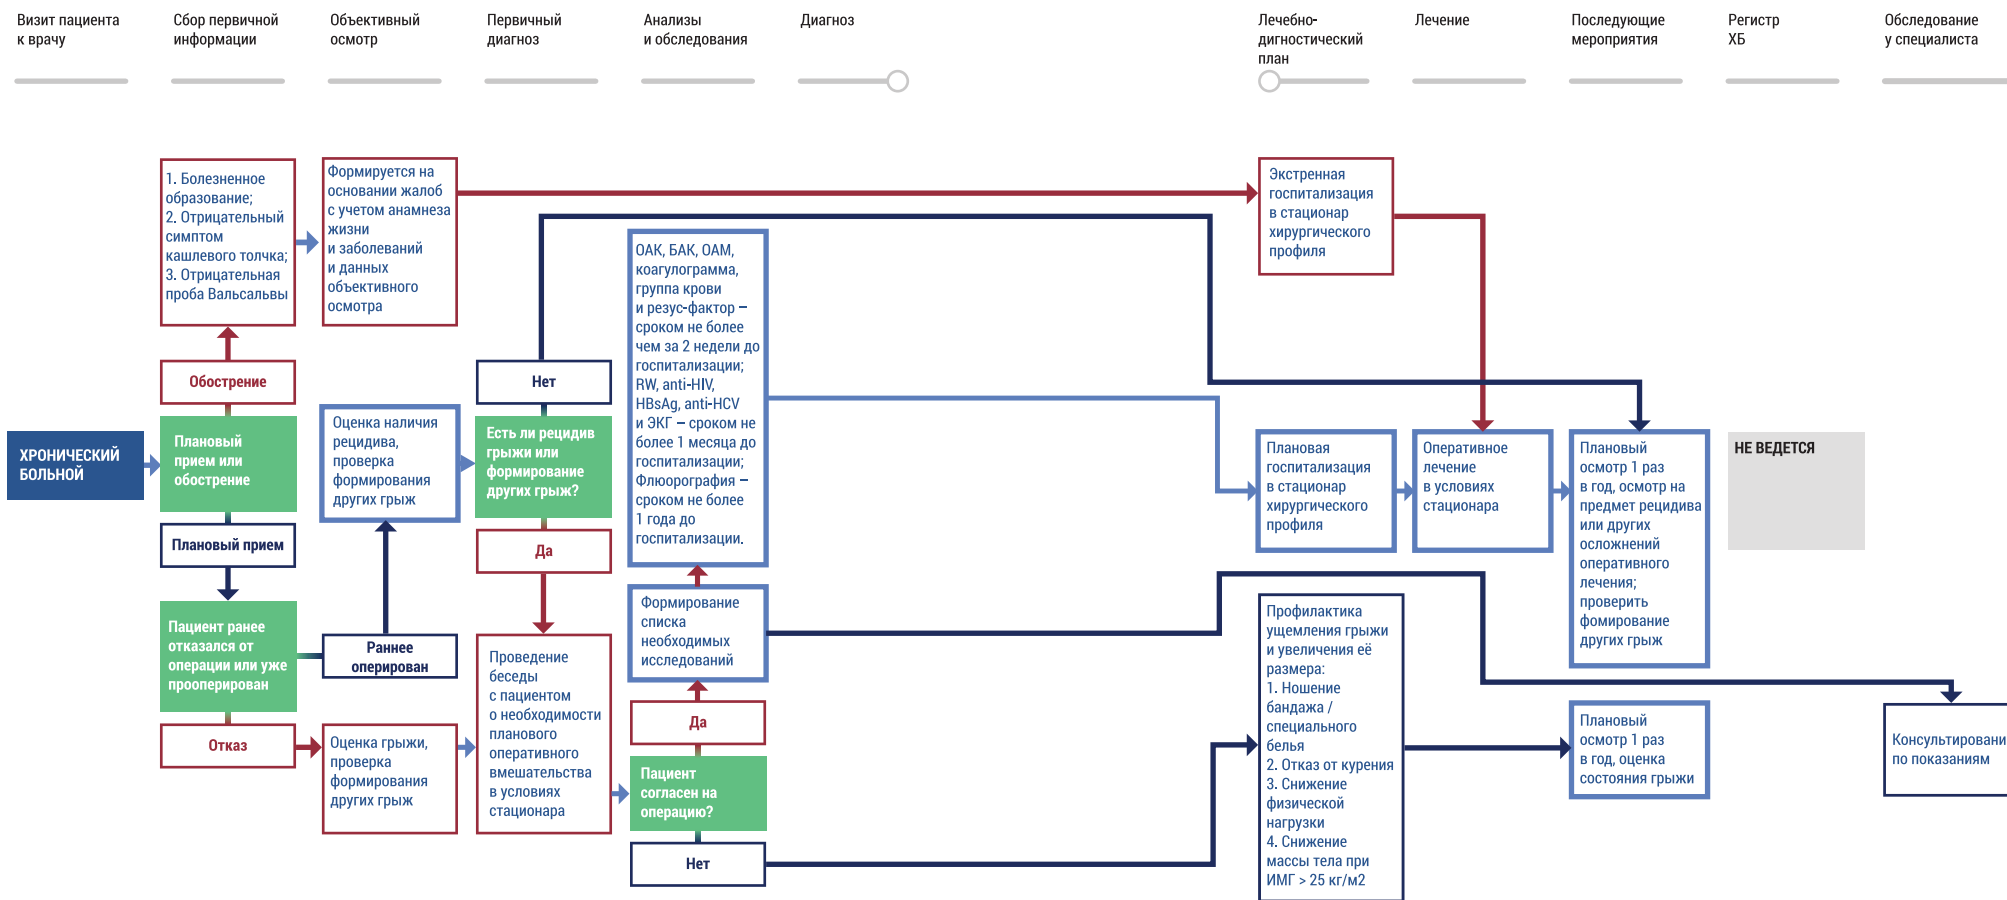 Визит пациента
к врачу
Сбор первичной
информации
Объективный
осмотр
Первичный
диагноз
Анализы
и обследования
Диагноз
Лечебно-
дигностический
план
Лечение
Последующие
мероприятия
Регистр
ХБ
Обследование
у специалиста
1. Болезненное
образование;
2. Отрицательный
симптом
кашлевого толчка;
3. Отрицательная
проба Вальсальвы
Формируется на
основании жалоб
с учетом анамнеза
жизни
и заболеваний
и данных
объективного
осмотра
Экстренная
госпитализация
в стационар
хирургического
профиля
ОАК, БАК, ОАМ,
коагулограмма,
группа крови
и резус-фактор –
сроком не более
чем за 2 недели до
госпитализации;
RW, anti-HIV,
HBsAg, anti-HCV
и ЭКГ – сроком не
более 1 месяца до
госпитализации;
Флюорография –
сроком не более
1 года до
госпитализации.
Обострение
Нет
ХРОНИЧЕСКИЙ
БОЛЬНОЙ
Плановый
прием или
обострение
Оценка наличия
рецидива,
проверка
формирования
других грыж
Есть ли рецидив
грыжи или
формирование
других грыж?
Плановая
госпитализация
в стационар
хирургического
профиля
Оперативное
лечение
в условиях
стационара
Плановый
осмотр 1 раз
в год, осмотр на
предмет рецидива
или других
осложнений
оперативного
лечения;
проверить
фомирование
других грыж
НЕ ВЕДЕТСЯ
Плановый прием
Да
Пациент ранее
отказался от
операции или уже
прооперирован
Раннее
оперирован
Проведение
беседы
с пациентом
о необходимости
планового
оперативного
вмешательства
в условиях
стационара
Формирование
списка
необходимых
исследований
Профилактика
ущемления грыжи
и увеличения её
размера:
1. Ношение
бандажа /
специального
белья
2. Отказ от курения
3. Снижение
физической
нагрузки
4. Снижение
массы тела при
ИМГ > 25 кг/м2
Отказ
Оценка грыжи,
проверка
формирования
других грыж
Да
Пациент
согласен на
операцию?
Нет
Плановый
осмотр 1 раз
в год, оценка
состояния грыжи
Консультировани
по показаниям